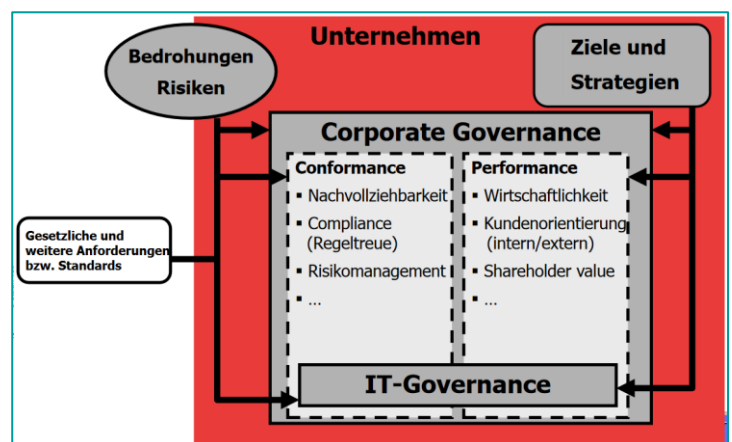 Unternehmen
Bedrohungen
Risiken
Ziele und
Strategien
Corporate Governance
Conformance
▪ Nachvollziehbarkeit
▪ Compliance
(Regeltreue)
▪ Risikomanagement
▪ ...
Performance
▪ Wirtschaftlichkeit
▪ Kundenorientierung
(intern/extern)
▪ Shareholder value
▪ ...
Gesetzliche und
weitere Anforderungen
bzw. Standards
IT-Governance